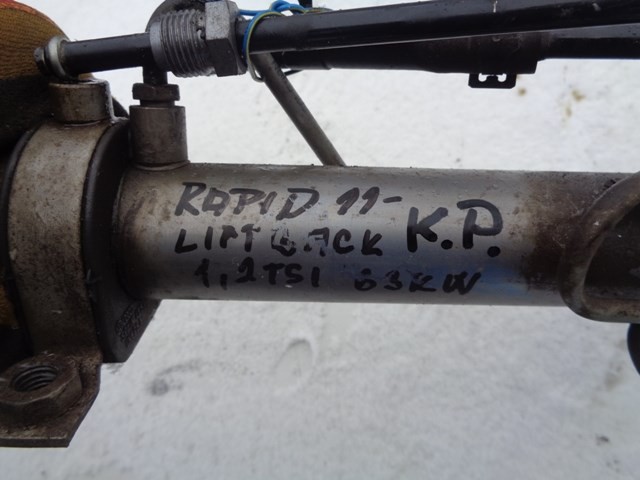 RAPID 11-
LIFTBACK K.P.
1,2TSI 63KW